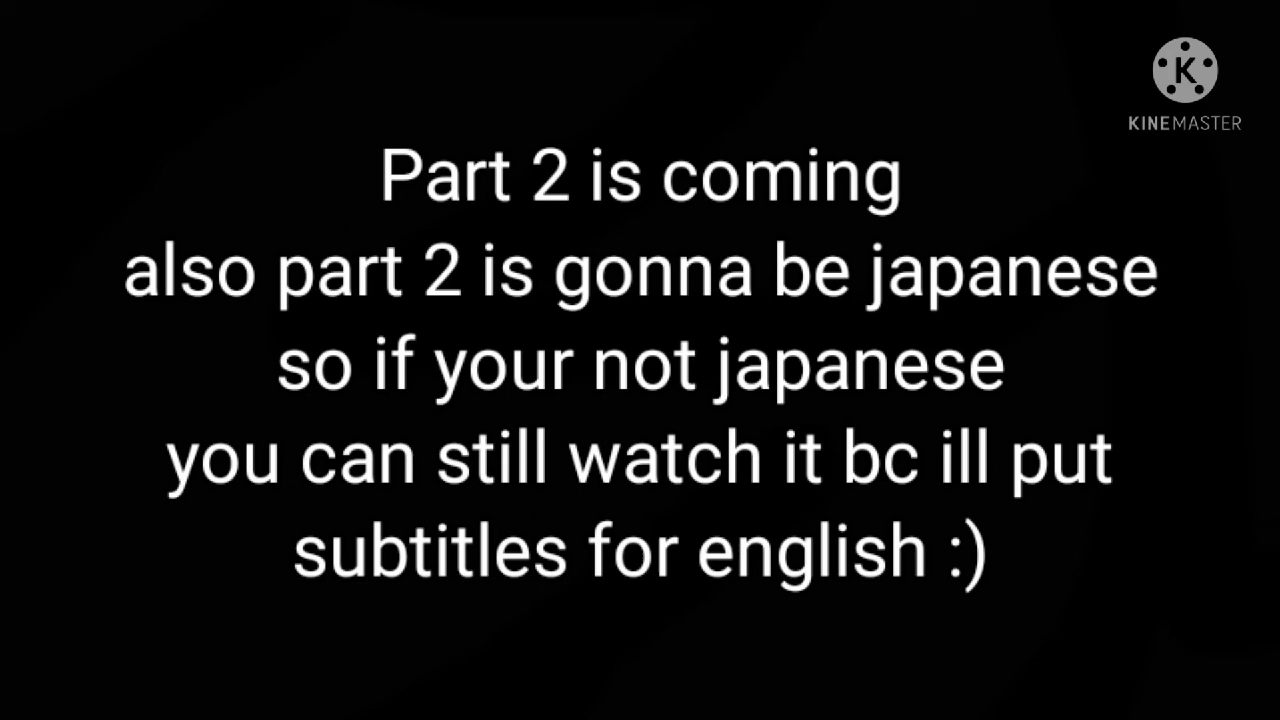 K
KINEMASTER
Part 2 is coming
also part 2 is gonna be japanese
so if your not japanese
you can still watch it bc ill put
subtitles for english :)